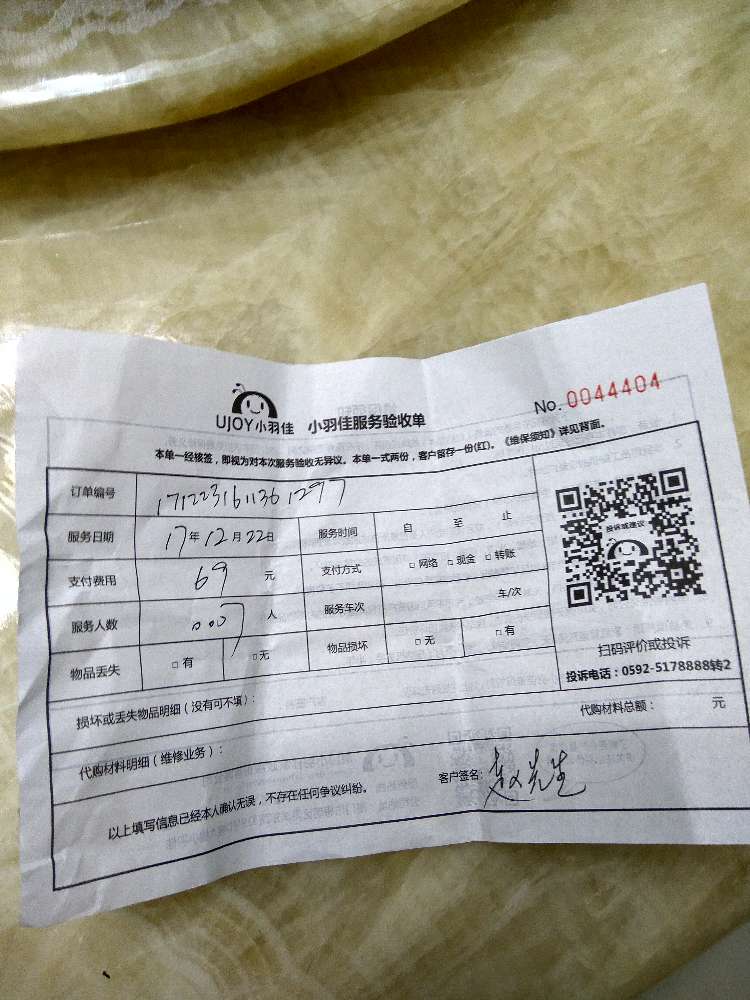 UJOY小羽佳 小羽佳服务验收单 No. 0044404
本单一经核签，即视为对本次服务验收无异议。本单一式两份，客户留存一份(红)。《维保须知》详见背面。
订单编号 1712231611361297
服务日期 17年12月22日 服务时间 自 至 止
支付费用 69 元 支付方式 □网络 □现金 □转账
服务人数 人 服务车次 车/次
物品丢失 □有 □无 物品损坏 □无 □有
投诉或建议
扫码评价或投诉
投诉电话：0592-5178888转2
损坏或丢失物品明细（没有可不填）：
代购材料明细（维修业务）： 代购材料总额： 元
以上填写信息已经本人确认无误，不存在任何争议纠纷。 客户签名：赵先生